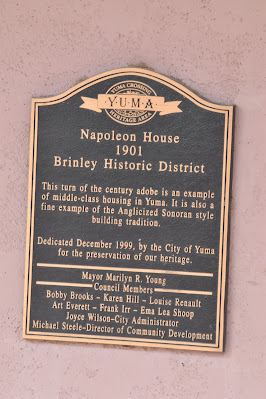 YUMA CROSSING
YUMA
HERITAGE AREA
Napoleon House
1901
Brinley Historic District
This turn of the century adobe is an example
of middle-class housing in Yuma. It is also a
fine example of the Anglicized Sonoran style
building tradition.
Dedicated December 1999, by the City of Yuma
for the preservation of our heritage.
Mayor Marilyn R. Young
Council Members
Bobby Brooks - Karen Hill - Louise Renault
Art Everett - Frank Irr - Ema Lea Shoop
Joyce Wilson-City Administrator
Michael Steele-Director of Community Development